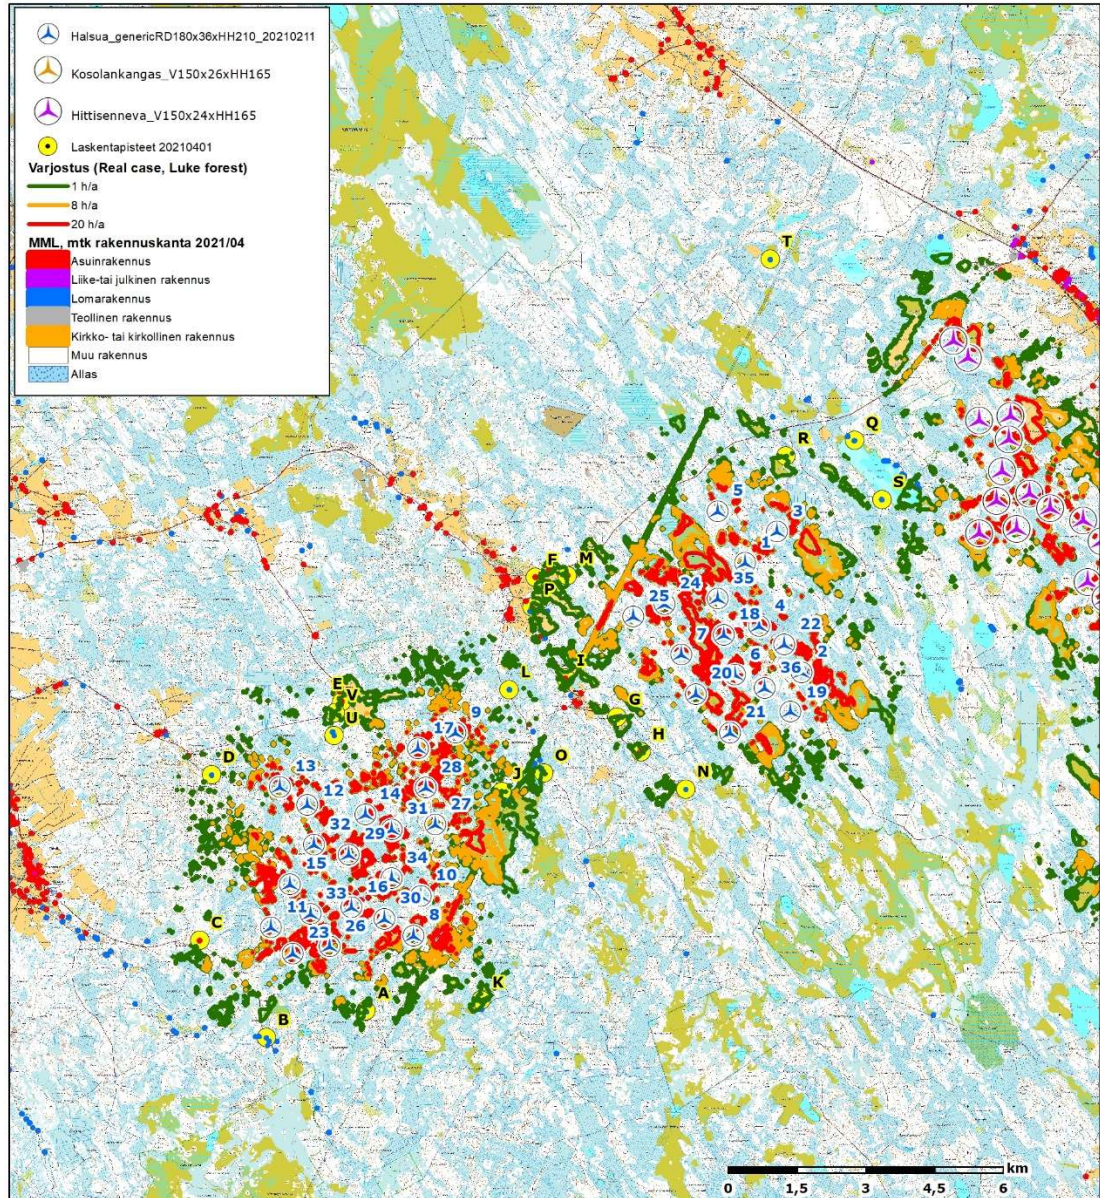 Halsua_genericRD180x36xHH210_20210211
Kosolankangas_V150x26xHH165
Hittisenneva_V150x24xHH165
Laskentapisteet 20210401
Varjostus (Real case, Luke forest)
1 h/a
8 h/a
20 h/a
MML, mtk rakennuskanta 2021/04
Asuinrakennus
Liike-tai julkinen rakennus
Lomarakennus
Teollinen rakennus
Kirkko- tai kirkollinen rakennus
Muu rakennus
Allas
T
Q
R
S
5
3
1
35
F
M
P
24
25
4
18
22
7
6
2
I
20
36
19
L
E
V
G
21
U
9
17
H
D
O
13
28
J
N
12
14
31
27
32
29
34
15
10
16
33
30
11
8
26
23
C
K
A
B
km
0 1,5 3 4,5 6